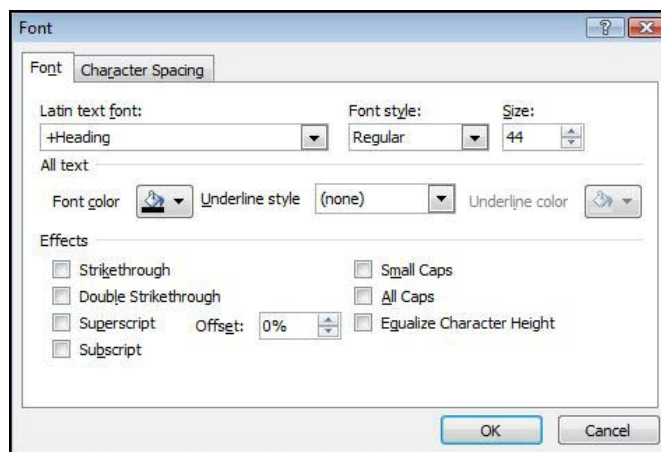 Font
Font Character Spacing
Latin text font: Font style: Size:
+Heading Regular 44
All text
Font color Underline style (none) Underline color
Effects
Strikethrough Small Caps
Double Strikethrough All Caps
Superscript Offset: 0% Equalize Character Height
Subscript
OK Cancel